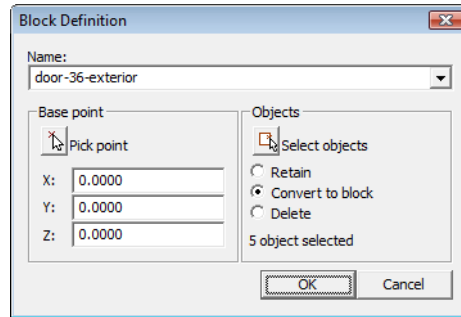 Block Definition
Name:
door-36-exterior
Base point
Pick point
X: 0.0000
Y: 0.0000
Z: 0.0000
Objects
Select objects
Retain
Convert to block
Delete
5 object selected
OK Cancel